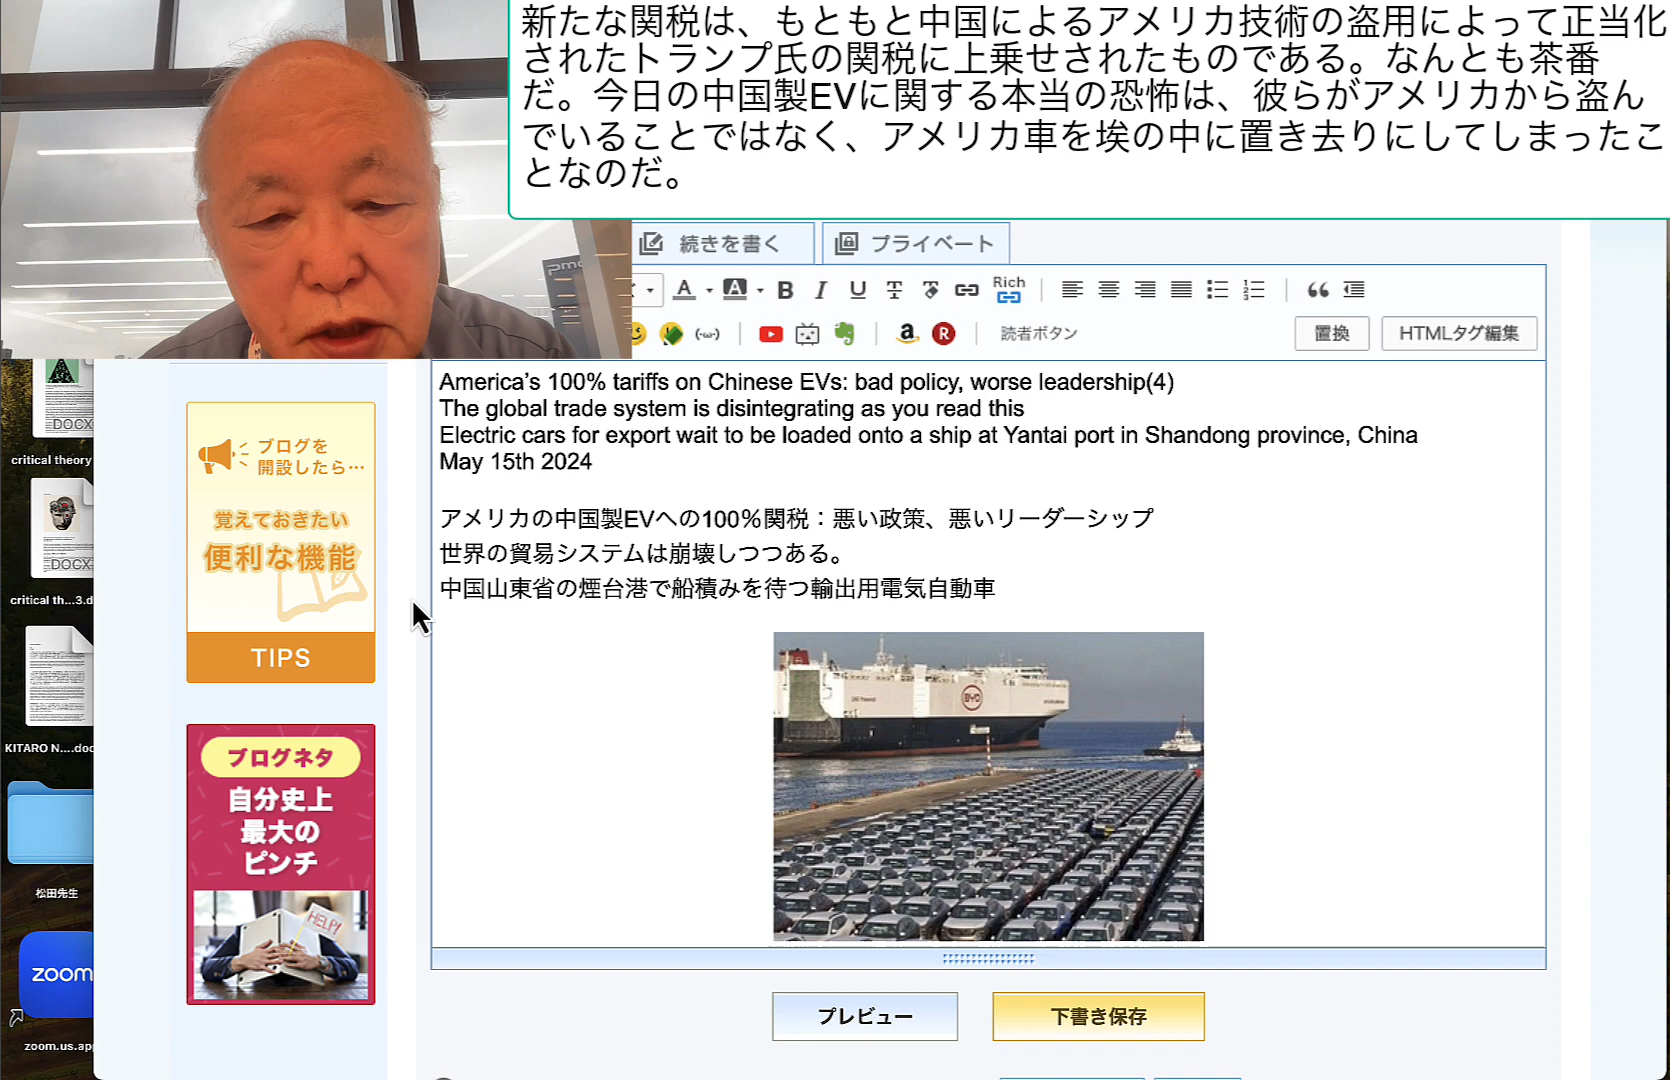 新たな関税は、もともと中国によるアメリカ技術の盗用によって正当化
されたトランプ氏の関税に上乗せされたものである。なんとも茶番
だ。今日の中国製EVに関する本当の恐怖は、彼らがアメリカから盗ん
でいることではなく、アメリカ車を埃の中に置き去りにしてしまったこ
となのだ。
続きを書く
プライベート
Rich
読者ボタン
置換
HTMLタグ編集
America’s 100% tariffs on Chinese EVs: bad policy, worse leadership(4)
The global trade system is disintegrating as you read this
Electric cars for export wait to be loaded onto a ship at Yantai port in Shandong province, China
May 15th 2024
アメリカの中国製EVへの100%関税：悪い政策、悪いリーダーシップ
世界の貿易システムは崩壊しつつある。
中国山東省の煙台港で船積みを待つ輸出用電気自動車
BYD
プレビュー
下書き保存
ブログを
開設したら…
覚えておきたい
便利な機能
TIPS
ブログネタ
自分史上
最大の
ピンチ
HELP!
DOCX
critical theory
DOCX
critical th...3.d
KITARO N....doc
松田先生
zoom
zoom.us.ap